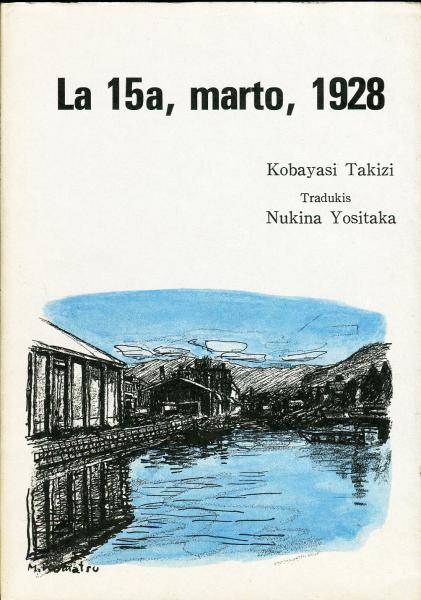 La 15a, marto, 1928
Kobayasi Takizi
Tradukis
Nukina Yositaka